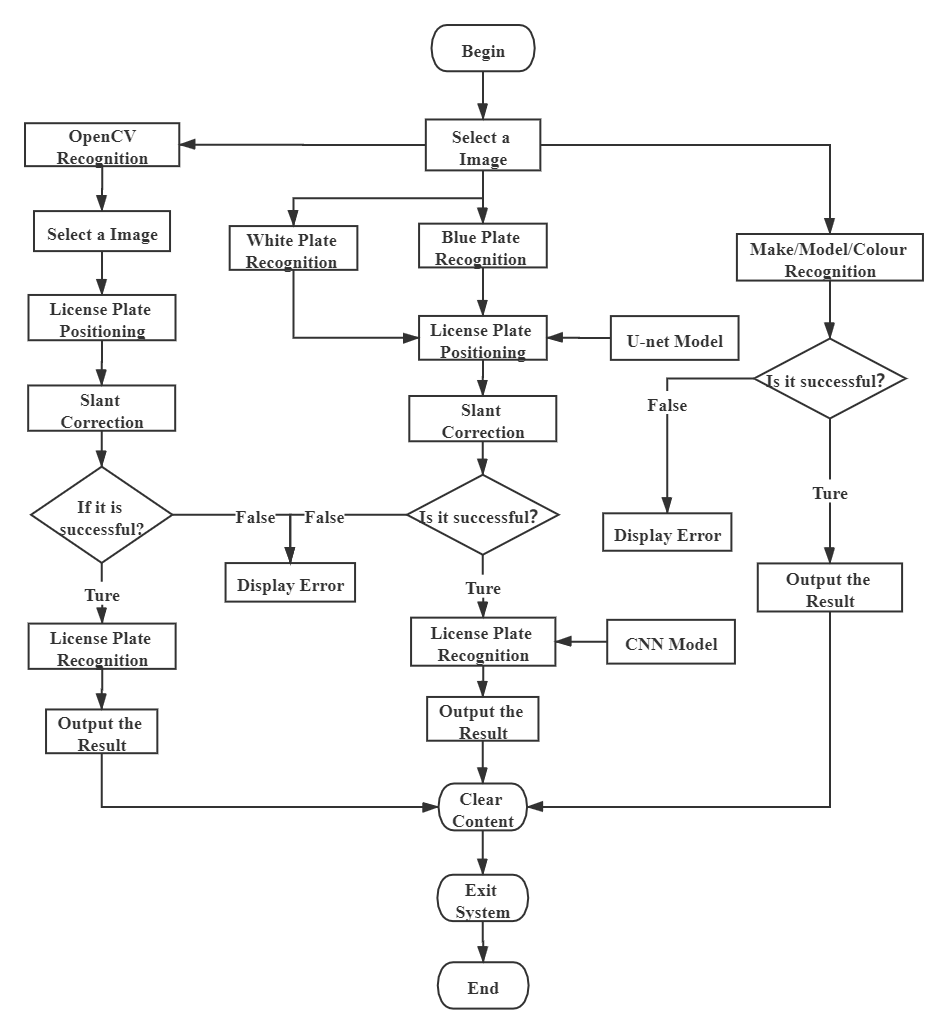 Begin
Select a
Image
OpenCV
Recognition
Select a Image
License Plate
Positioning
Slant
Correction
If it is
successful?
False
Ture
License Plate
Recognition
Output the
Result
White Plate
Recognition
Blue Plate
Recognition
License Plate
Positioning
U-net Model
Slant
Correction
Is it successful?
False
Display Error
Ture
License Plate
Recognition
CNN Model
Output the
Result
Make/Model/Colour
Recognition
Is it successful?
False
Display Error
Ture
Output the
Result
Clear
Content
Exit
System
End